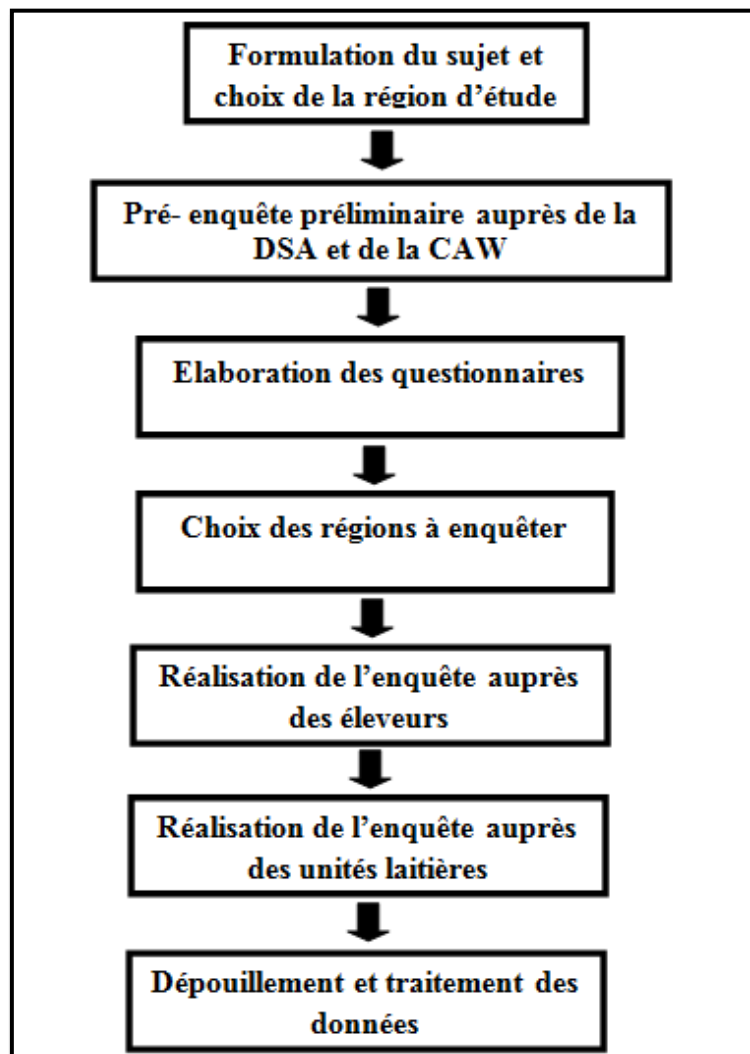 Formulation du sujet et
choix de la région d’étude
Pré- enquête préliminaire auprès de la
DSA et de la CAW
Elaboration des questionnaires
Choix des régions à enquêter
Réalisation de l’enquête auprès
des éleveurs
Réalisation de l’enquête auprès
des unités laitières
Dépouillement et traitement des
données